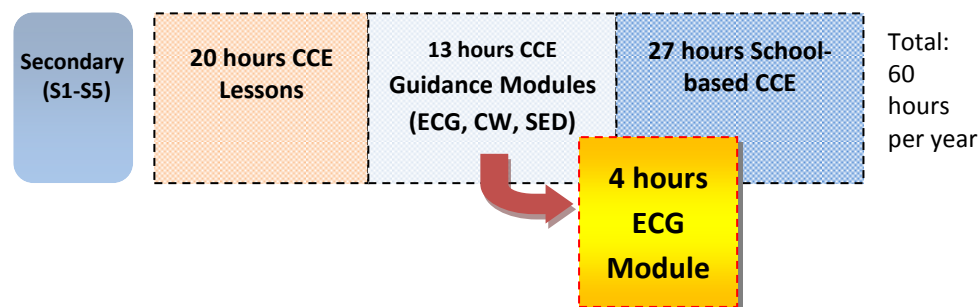 Secondary
(S1-S5)
20 hours CCE
Lessons
13 hours CCE
Guidance Modules
(ECG, CW, SED)
27 hours School-
based CCE
Total:
60
hours
per year
4 hours
ECG
Module